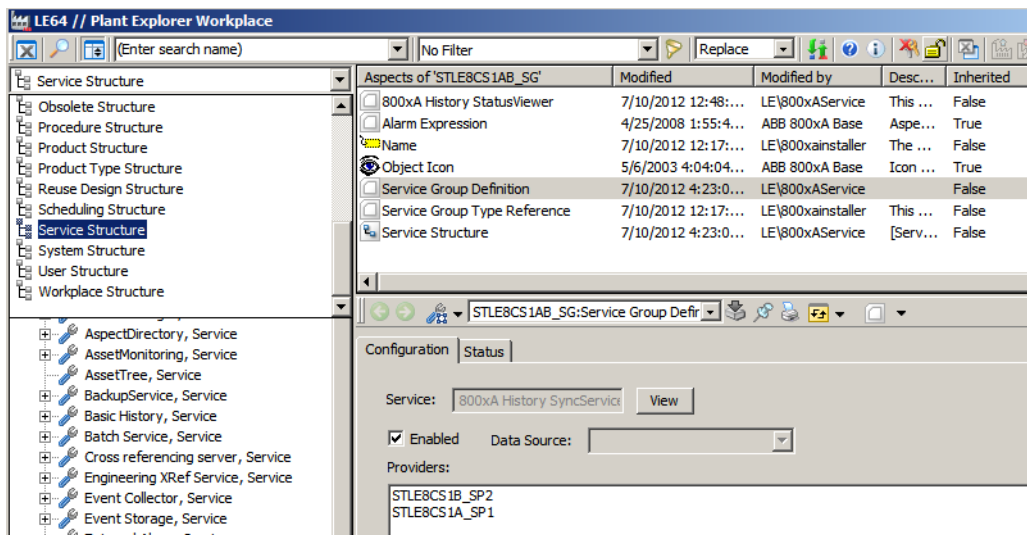 LE64 // Plant Explorer Workplace
(Enter search name) No Filter Replace
Service Structure
Obsolete Structure
Procedure Structure
Product Structure
Product Type Structure
Reuse Design Structure
Scheduling Structure
Service Structure
System Structure
User Structure
Workplace Structure
AspectDirectory, Service
AssetMonitoring, Service
AssetTree, Service
BackupService, Service
Basic History, Service
Batch Service, Service
Cross referencing server, Service
Engineering XRef Service, Service
Event Collector, Service
Event Storage, Service
Aspects of 'STLE8CS1AB_SG' Modified Modified by Desc... Inherited
800xA History StatusViewer 7/10/2012 12:48:... LE\800xAService This ... False
Alarm Expression 4/25/2008 1:55:4... ABB 800xA Base Aspe... True
Name 7/10/2012 12:17:... LE\800xainstaller The ... False
Object Icon 5/6/2003 4:04:04... ABB 800xA Base Icon ... True
Service Group Definition 7/10/2012 4:23:0... LE\800xAService False
Service Group Type Reference 7/10/2012 12:17:... LE\800xainstaller This ... False
Service Structure 7/10/2012 4:23:0... LE\800xAService [Serv... False
STLE8CS1AB_SG:Service Group Defir
Configuration Status
Service: 800xA History SyncService View
Enabled Data Source:
Providers:
STLE8CS1B_SP2
STLE8CS1A_SP1